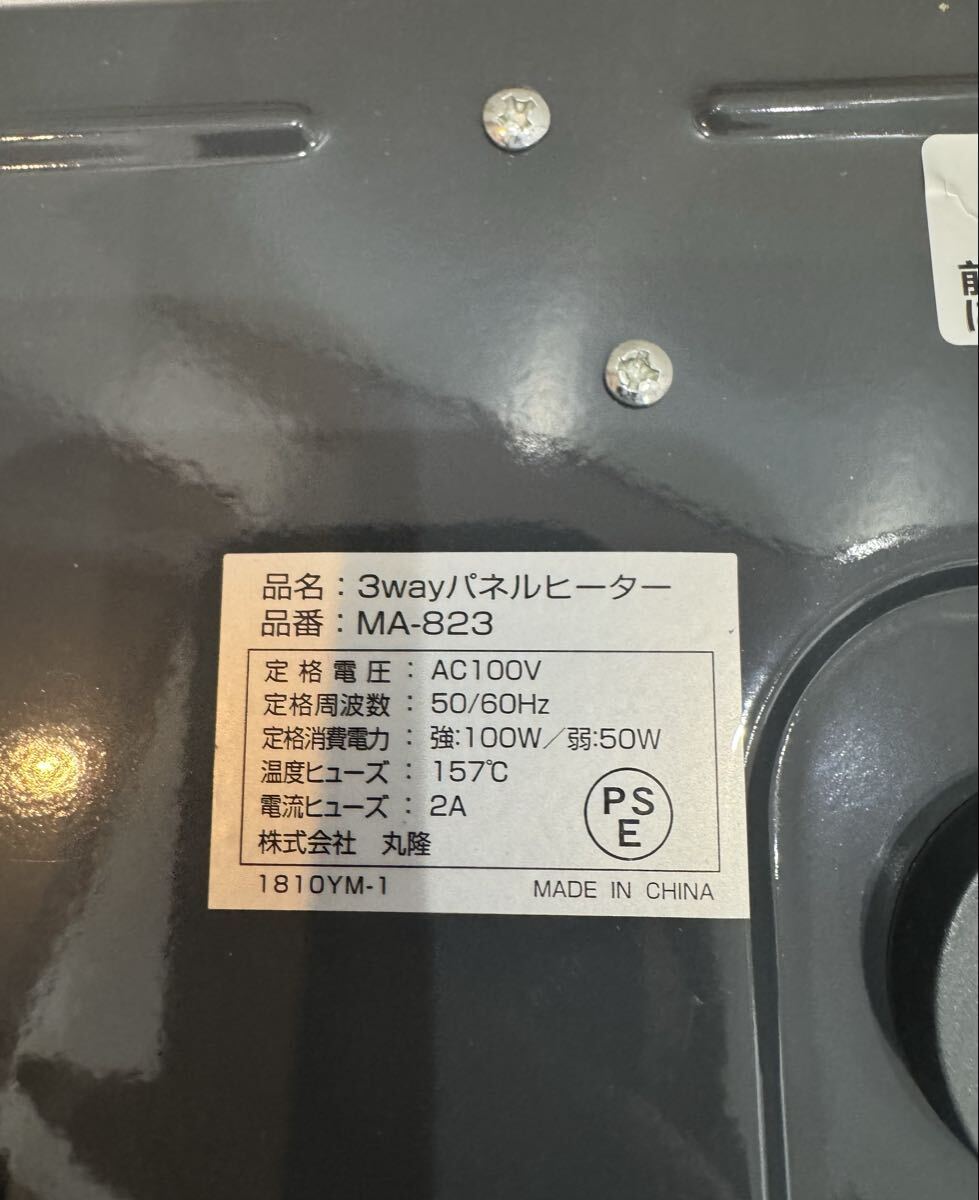 前
品名：3wayパネルヒーター
品番：MA-823
定格電圧：AC100V
定格周波数：50/60Hz
定格消費電力：強:100W／弱:50W
温度ヒューズ：157℃
電流ヒューズ：2A
PS
E
株式会社 丸隆
1810YM-1 MADE IN CHINA